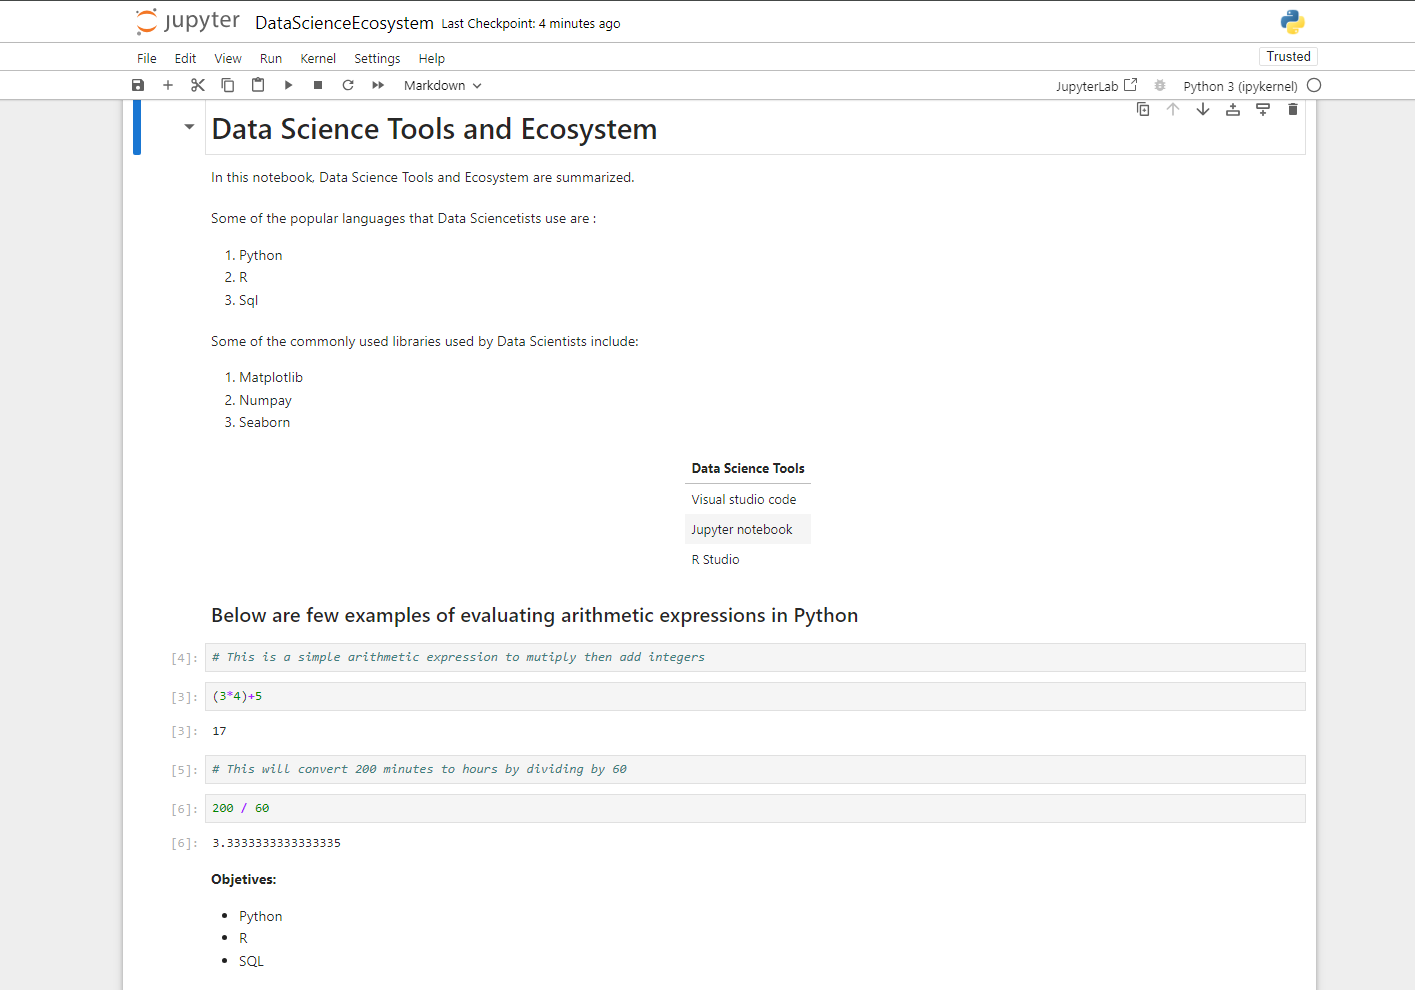 jupyter DataScienceEcosystem Last Checkpoint: 4 minutes ago
File Edit View Run Kernel Settings Help
Trusted
Markdown
JupyterLab Python 3 (ipykernel)
Data Science Tools and Ecosystem
In this notebook, Data Science Tools and Ecosystem are summarized.
Some of the popular languages that Data Sciencetists use are :
1. Python
2. R
3. Sql
Some of the commonly used libraries used by Data Scientists include:
1. Matplotlib
2. Numpay
3. Seaborn
Data Science Tools
Visual studio code
Jupyter notebook
R Studio
Below are few examples of evaluating arithmetic expressions in Python
[4]: # This is a simple arithmetic expression to mutiply then add integers
[3]: (3*4)+5
[3]: 17
[5]: # This will convert 200 minutes to hours by dividing by 60
[6]: 200 / 60
[6]: 3.3333333333333335
Objetives:
• Python
• R
• SQL